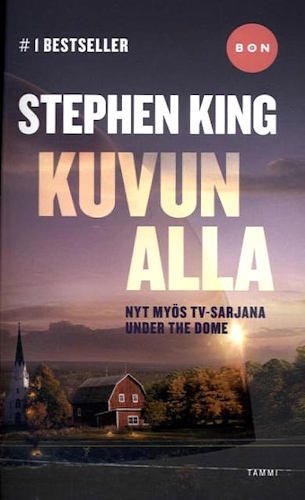 # 1 BESTSELLER
BON
STEPHEN KING
KUVUN
ALLA
NYT MYÖS TV-SARJANA
UNDER THE DOME
TAMMI